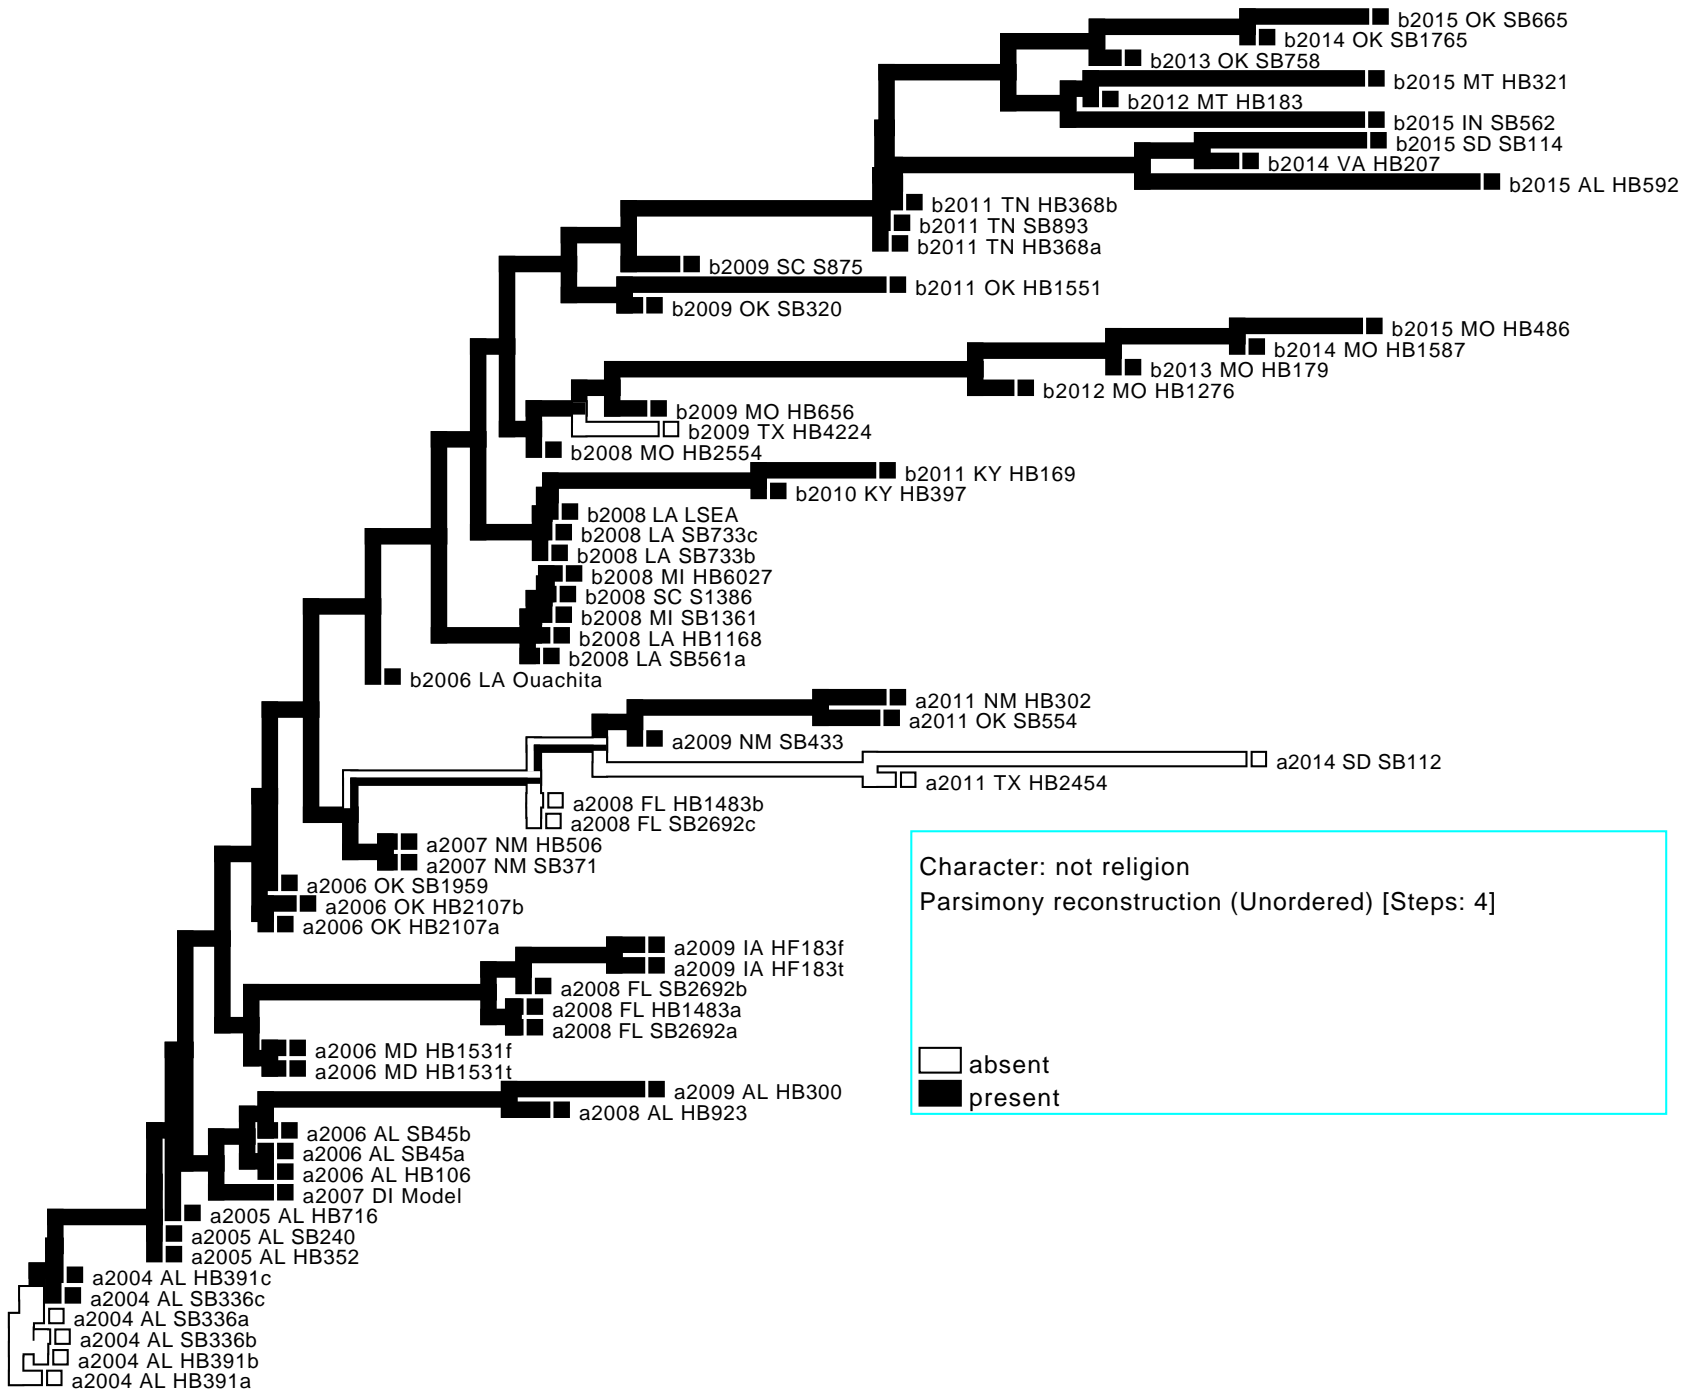 b2015 OK SB665
b2014 OK SB1765
b2013 OK SB758
b2015 MT HB321
b2012 MT HB183
b2015 IN SB562
b2015 SD SB114
b2014 VA HB207
b2015 AL HB592
b2011 TN HB368b
b2011 TN SB893
b2011 TN HB368a
b2009 SC S875
b2011 OK HB1551
b2009 OK SB320
b2015 MO HB486
b2014 MO HB1587
b2013 MO HB179
b2012 MO HB1276
b2009 MO HB656
b2009 TX HB4224
b2008 MO HB2554
b2011 KY HB169
b2010 KY HB397
b2008 LA LSEA
b2008 LA SB733c
b2008 LA SB733b
b2008 MI HB6027
b2008 SC S1386
b2008 MI SB1361
b2008 LA HB1168
b2008 LA SB561a
b2006 LA Ouachita
a2011 NM HB302
a2011 OK SB554
a2009 NM SB433
a2014 SD SB112
a2011 TX HB2454
a2008 FL HB1483b
a2008 FL SB2692c
a2007 NM HB506
a2007 NM SB371
a2006 OK SB1959
a2006 OK HB2107b
a2006 OK HB2107a
a2009 IA HF183f
a2009 IA HF183t
a2008 FL SB2692b
a2008 FL HB1483a
a2008 FL SB2692a
a2006 MD HB1531f
a2006 MD HB1531t
a2009 AL HB300
a2008 AL HB923
a2006 AL SB45b
a2006 AL SB45a
a2006 AL HB106
a2007 DI Model
a2005 AL HB716
a2005 AL SB240
a2005 AL HB352
a2004 AL HB391c
a2004 AL SB336c
a2004 AL SB336a
a2004 AL SB336b
a2004 AL HB391b
a2004 AL HB391a
Character: not religion
Parsimony reconstruction (Unordered) [Steps: 4]
absent
present